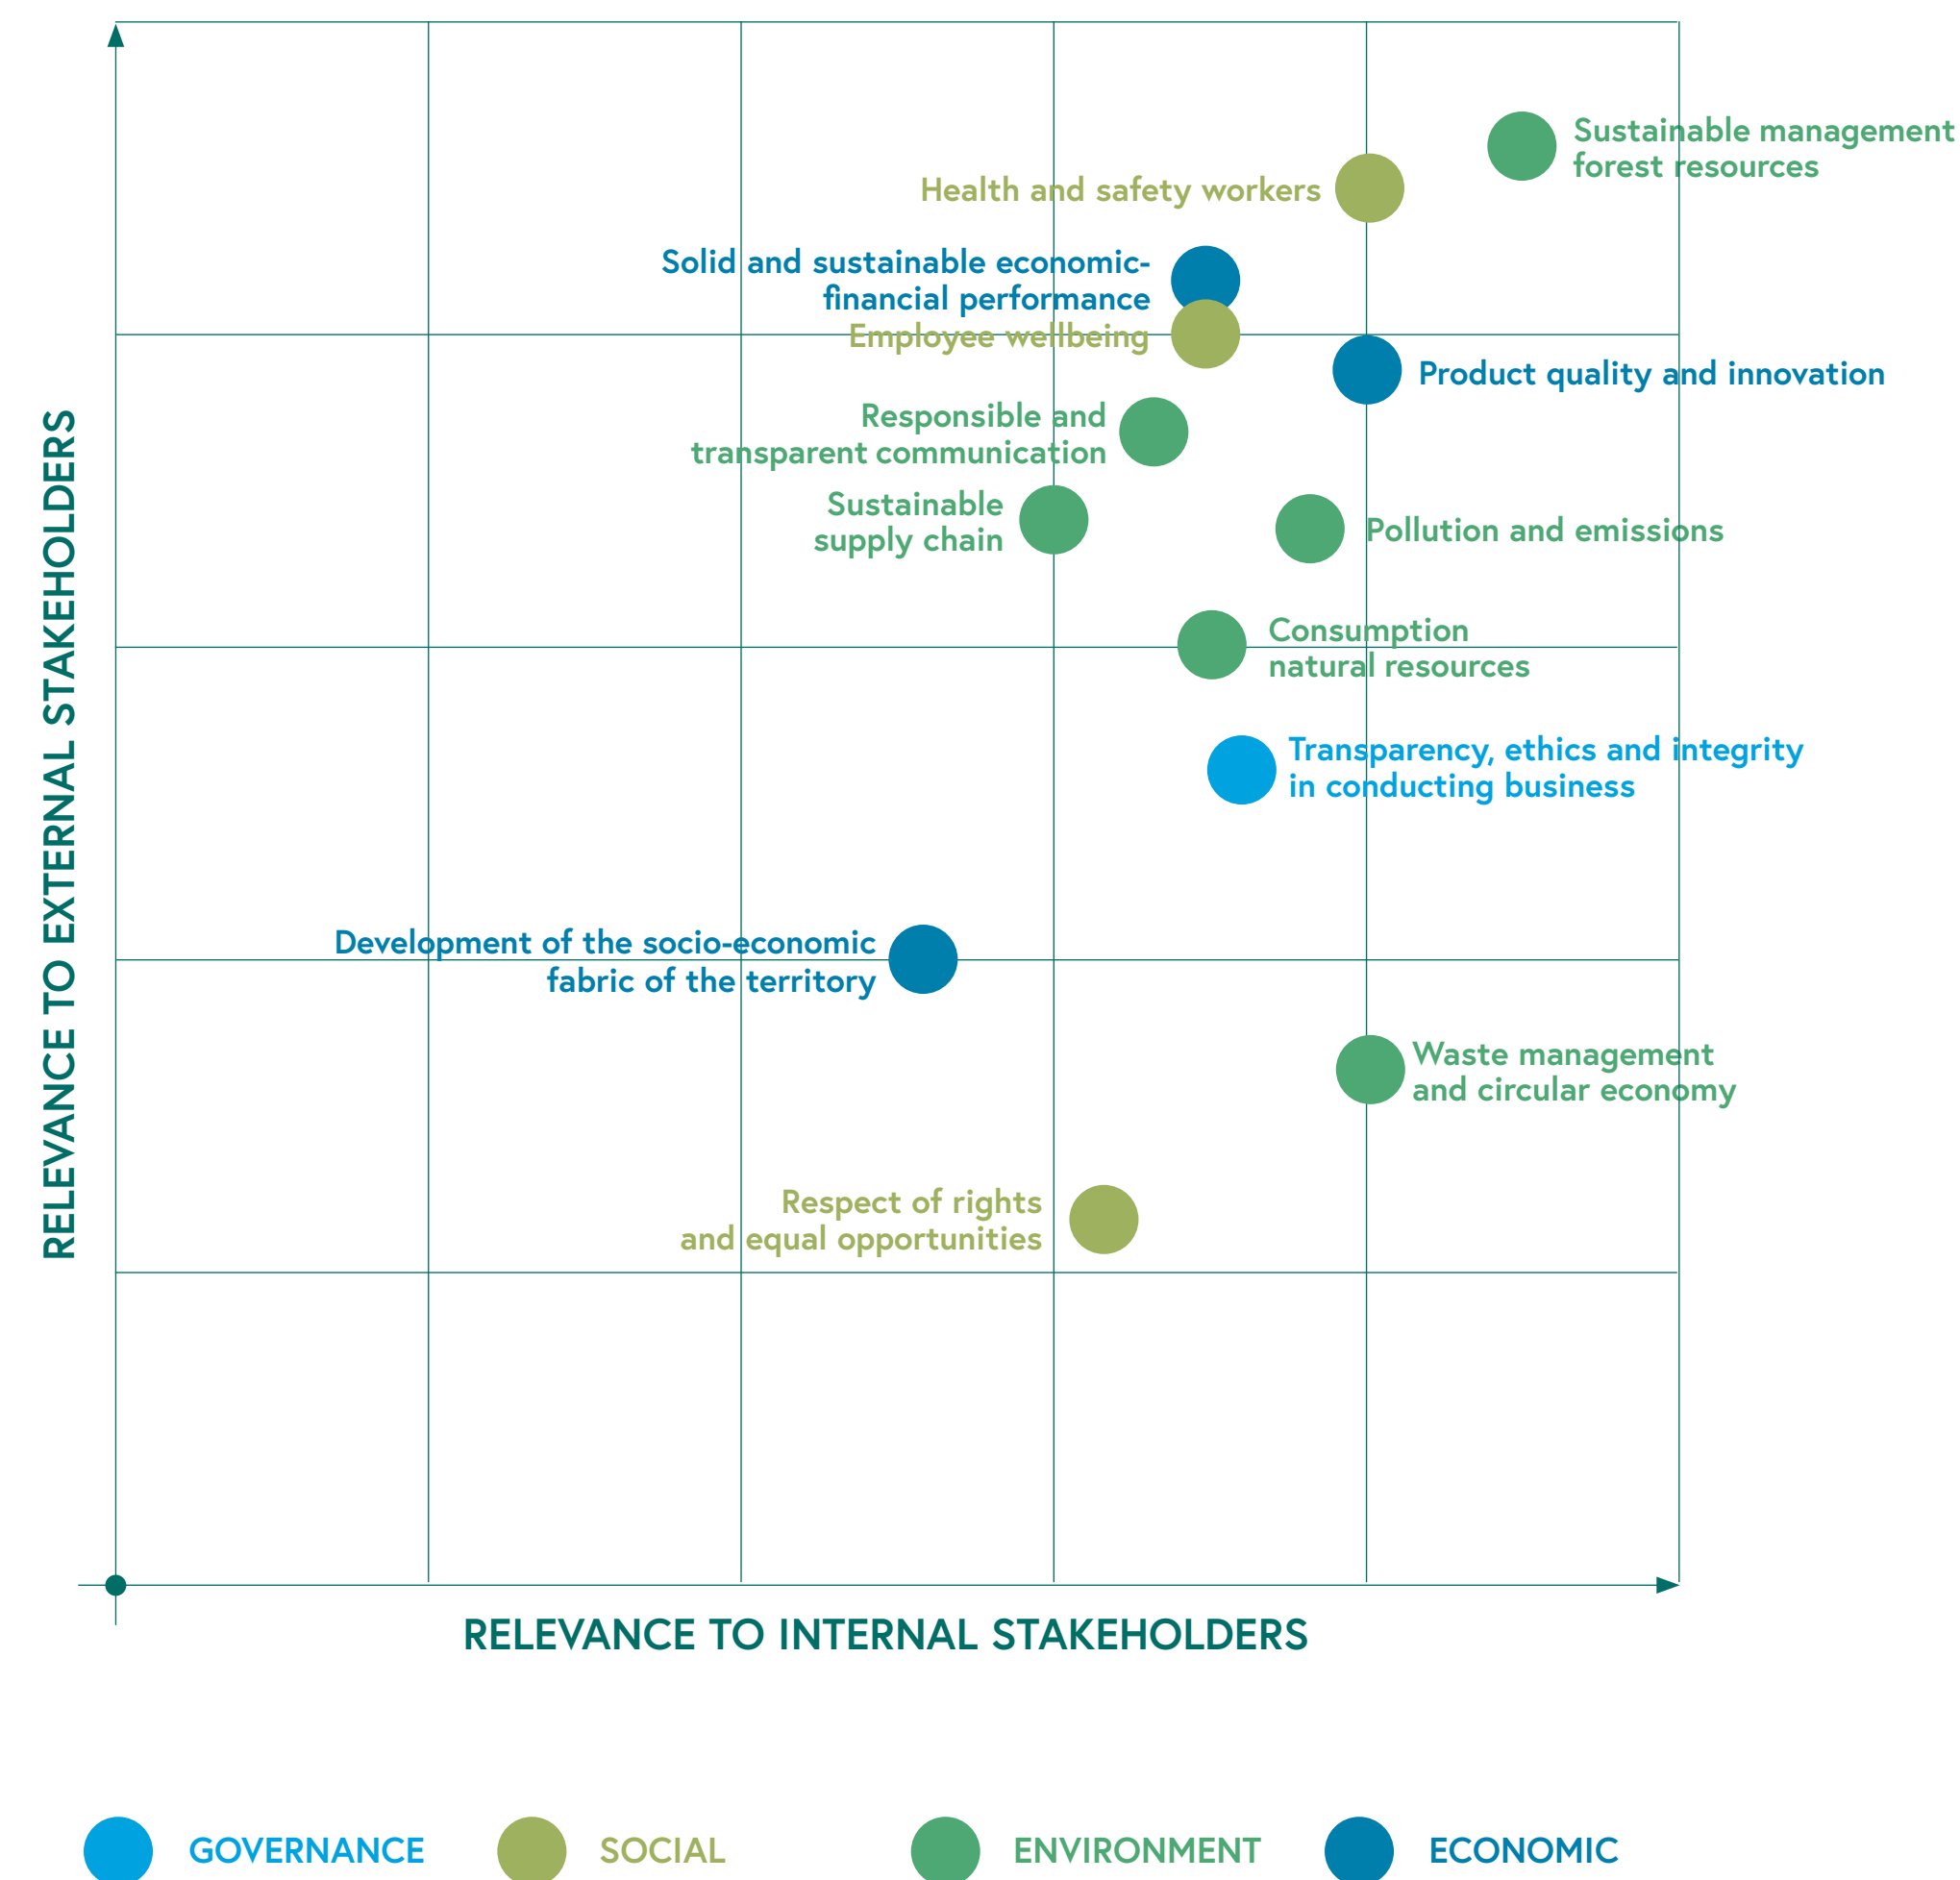 Sustainable management
forest resources
Health and safety workers
Solid and sustainable economic-
financial performance
Employee wellbeing
Product quality and innovation
Responsible and
transparent communication
Sustainable
supply chain
Pollution and emissions
Consumption
natural resources
Transparency, ethics and integrity
in conducting business
Development of the socio-economic
fabric of the territory
Waste management
and circular economy
Respect of rights
and equal opportunities
RELEVANCE TO EXTERNAL STAKEHOLDERS
RELEVANCE TO INTERNAL STAKEHOLDERS
GOVERNANCE
SOCIAL
ENVIRONMENT
ECONOMIC